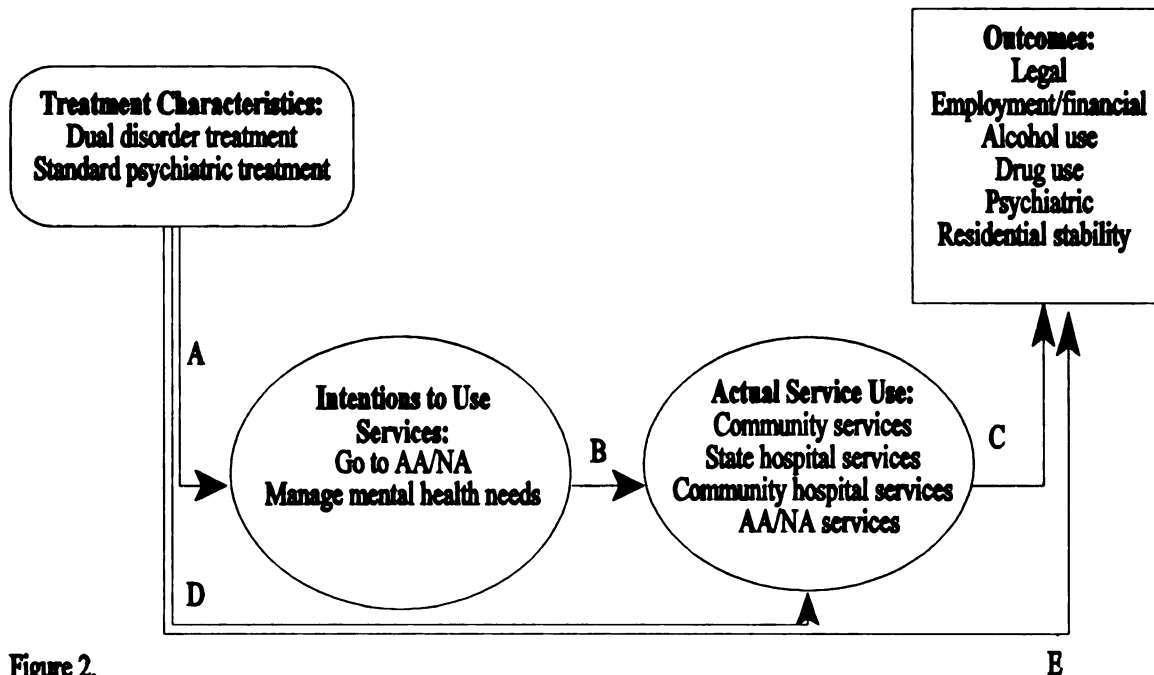 Treatment Characteristics:
Dual disorder treatment
Standard psychiatric treatment
Outcomes:
Legal
Employment/financial
Alcohol use
Drug use
Psychiatric
Residential stability
A
Intentions to Use
Services:
Go to AA/NA
Manage mental health needs
B
Actual Service Use:
Community services
State hospital services
Community hospital services
AA/NA services
C
D
E
Figure 2.